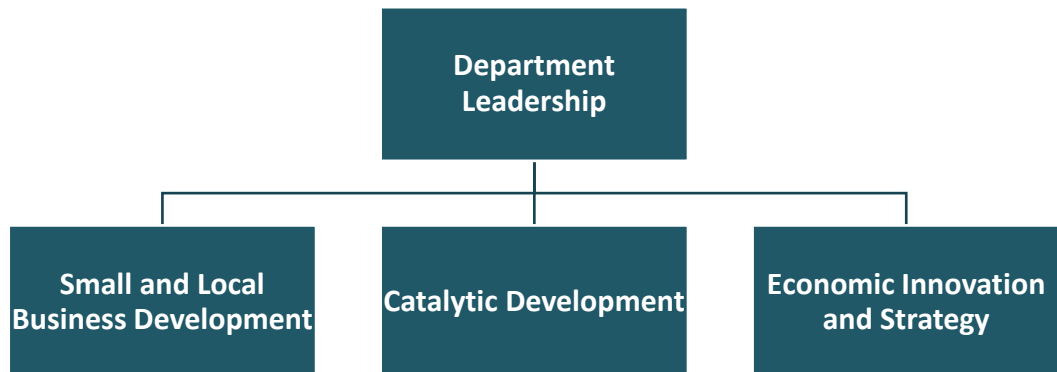 Department
Leadership
Small and Local
Business Development
Catalytic Development
Economic Innovation
and Strategy